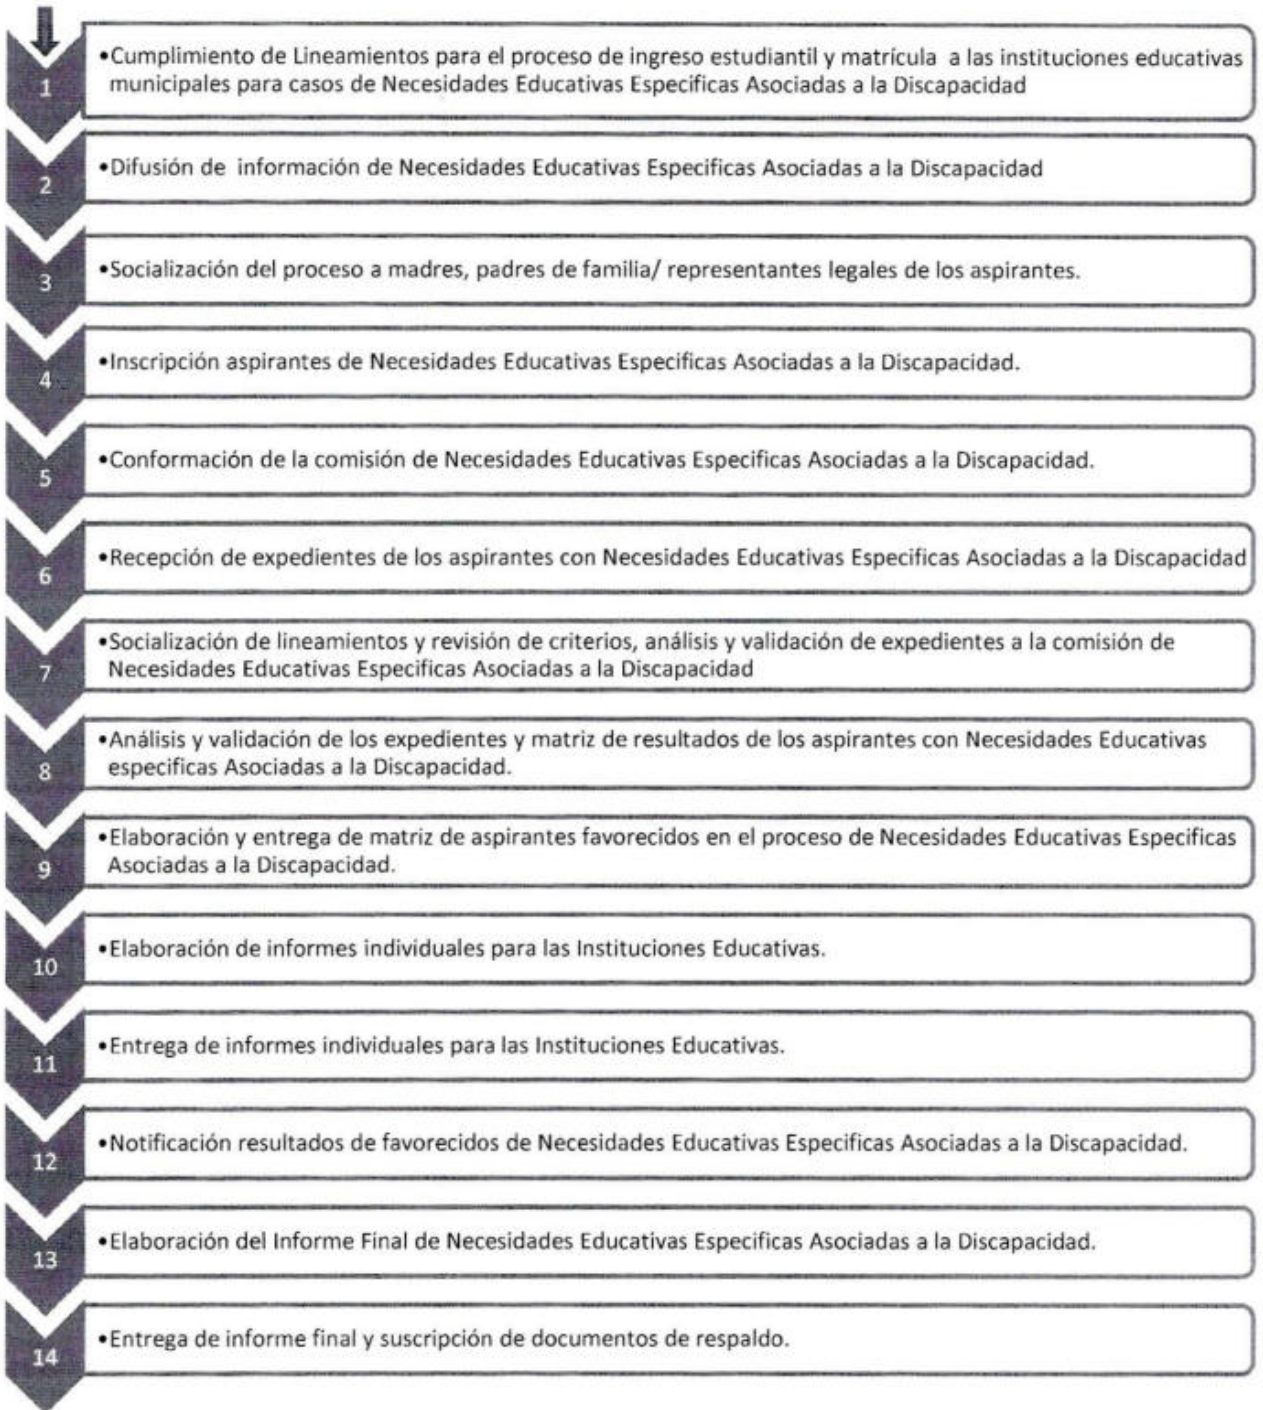 1
•Cumplimiento de Lineamientos para el proceso de ingreso estudiantil y matrícula a las instituciones educativas
municipales para casos de Necesidades Educativas Especificas Asociadas a la Discapacidad
2
•Difusión de información de Necesidades Educativas Especificas Asociadas a la Discapacidad
3
•Socialización del proceso a madres, padres de familia/ representantes legales de los aspirantes.
4
•Inscripción aspirantes de Necesidades Educativas Especificas Asociadas a la Discapacidad.
5
•Conformación de la comisión de Necesidades Educativas Especificas Asociadas a la Discapacidad.
6
•Recepción de expedientes de los aspirantes con Necesidades Educativas Especificas Asociadas a la Discapacidad
7
•Socialización de lineamientos y revisión de criterios, análisis y validación de expedientes a la comisión de
Necesidades Educativas Especificas Asociadas a la Discapacidad
8
•Análisis y validación de los expedientes y matriz de resultados de los aspirantes con Necesidades Educativas
especificas Asociadas a la Discapacidad.
9
•Elaboración y entrega de matriz de aspirantes favorecidos en el proceso de Necesidades Educativas Especificas
Asociadas a la Discapacidad.
10
•Elaboración de informes individuales para las Instituciones Educativas.
11
•Entrega de informes individuales para las Instituciones Educativas.
12
•Notificación resultados de favorecidos de Necesidades Educativas Especificas Asociadas a la Discapacidad.
13
•Elaboración del Informe Final de Necesidades Educativas Especificas Asociadas a la Discapacidad.
14
•Entrega de informe final y suscripción de documentos de respaldo.